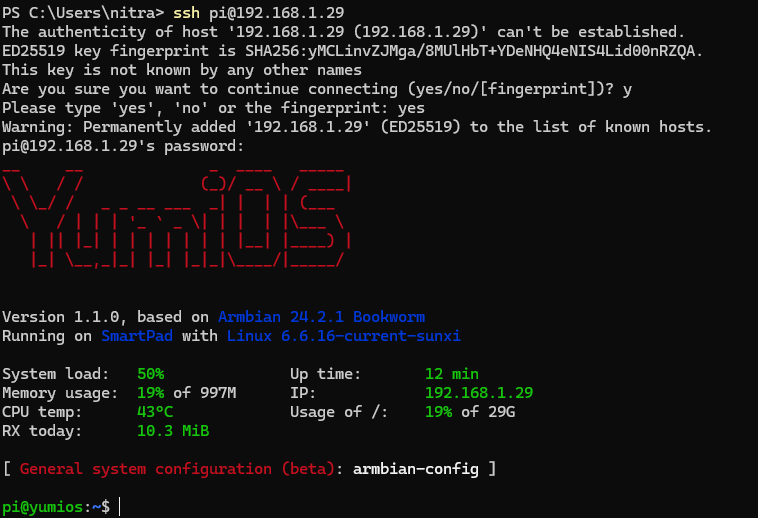 PS C:\Users\nitra> ssh pi@192.168.1.29
The authenticity of host '192.168.1.29 (192.168.1.29)' can't be established.
ED25519 key fingerprint is SHA256:yMCLinvZJMga/8MUlHbT+YDeNHQ4eNIS4Lid00nRZQA.
This key is not known by any other names
Are you sure you want to continue connecting (yes/no/[fingerprint])? y
Please type 'yes', 'no' or the fingerprint: yes
Warning: Permanently added '192.168.1.29' (ED25519) to the list of known hosts.
pi@192.168.1.29's password:
YumiOS
Version 1.1.0, based on Armbian 24.2.1 Bookworm
Running on SmartPad with Linux 6.6.16-current-sunxi
System load: 50% Up time: 12 min
Memory usage: 19% of 997M IP: 192.168.1.29
CPU temp: 43°C Usage of /: 19% of 29G
RX today: 10.3 MiB
[ General system configuration (beta): armbian-config ]
pi@yumios:~$